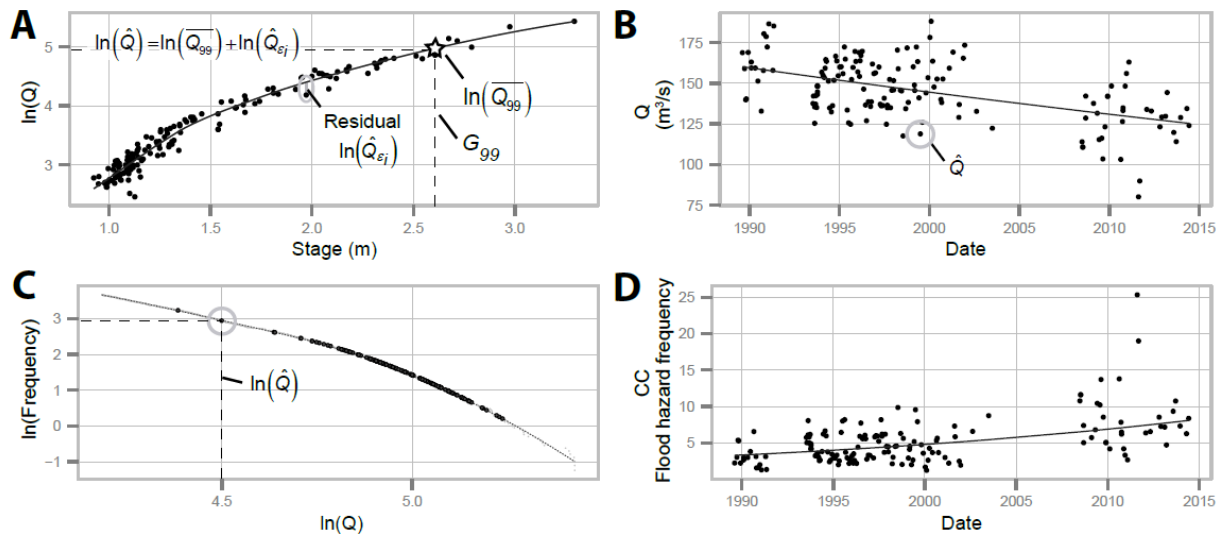 A
ln(Q̂)=ln(Q̅₉₉)+ln(Q̂εᵢ)
ln(Q̅₉₉)
Residual
ln(Q̂εᵢ)
G₉₉
5
4
3
ln(Q)
1.0 1.5 2.0 2.5 3.0
Stage (m)
B
175
150
125
100
75
Q
(m³/s)
Q̂
1990 1995 2000 2005 2010 2015
Date
C
3
2
1
0
−1
ln(Frequency)
ln(Q̂)
4.5 5.0
ln(Q)
D
25
20
15
10
5
CC
Flood hazard frequency
1990 1995 2000 2005 2010 2015
Date